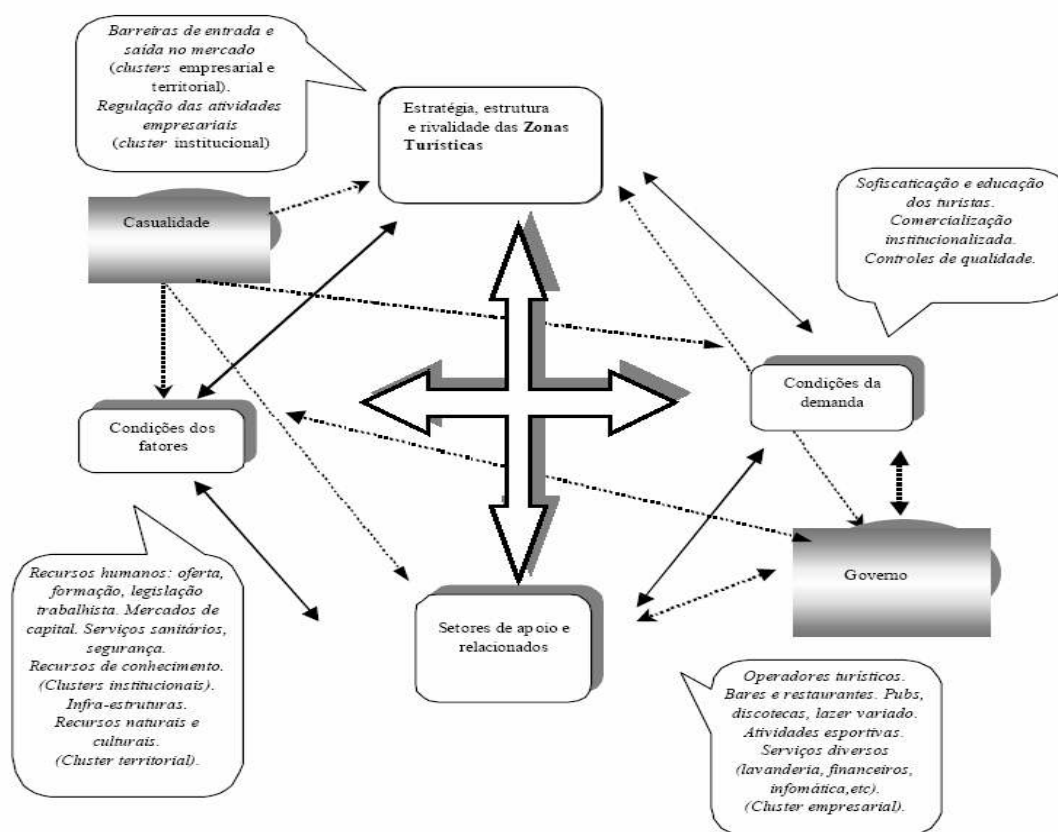 Barreiras de entrada e
saída no mercado
(clusters empresarial e
territorial).
Regulação das atividades
empresariais
(cluster institucional)
Estratégia, estrutura
e rivalidade das Zonas
Turísticas
Casualidade
Sofiscaticação e educação
dos turistas.
Comercialização
institucionalizada.
Controles de qualidade.
Condições da
demanda
Condições dos
fatores
Recursos humanos: oferta,
formação, legislação
trabalhista. Mercados de
capital. Serviços sanitários,
segurança.
Recursos de conhecimento.
(Clusters institucionais).
Infra-estruturas.
Recursos naturais e
culturais.
(Cluster territorial).
Governo
Setores de apoio e
relacionados
Operadores turísticos.
Bares e restaurantes. Pubs,
discotecas, lazer variado.
Atividades esportivas.
Serviços diversos
(lavanderia, financeiros,
infomática,etc).
(Cluster empresarial).